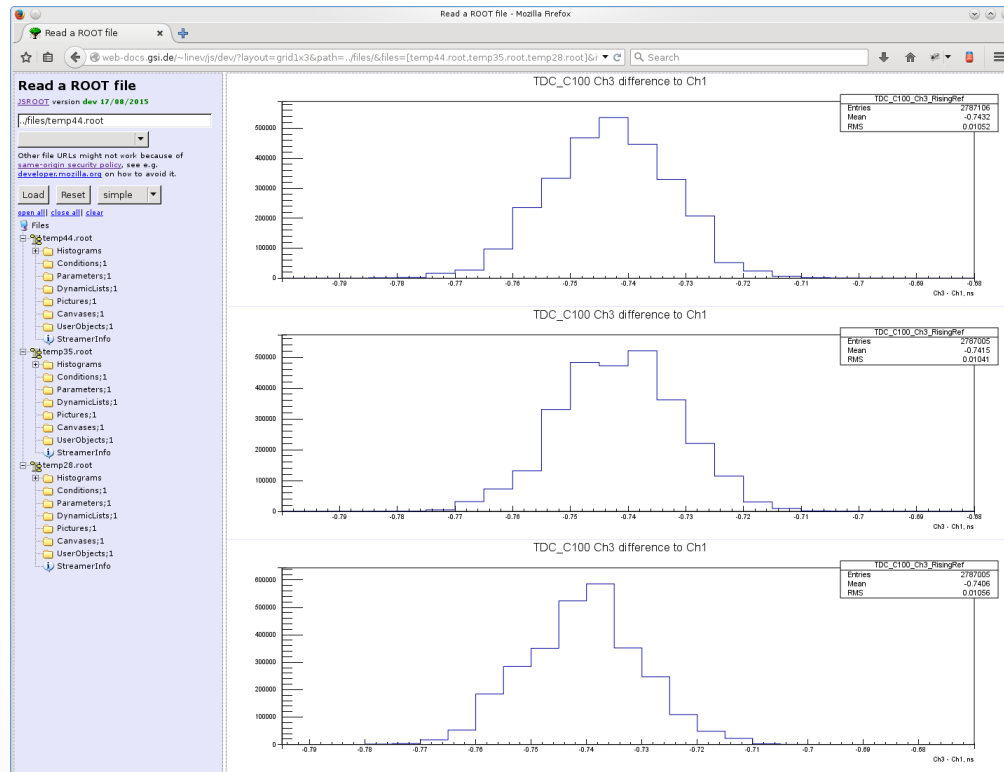 Read a ROOT file - Mozilla Firefox
Read a ROOT file
web-docs.gsi.de/~linev/js/dev/?layout=grid1x3&path=../files/&files=[temp44.root,temp35.root,temp28.root]&i
Search
Read a ROOT file
JSROOT version dev 17/08/2015
../files/temp44.root
Other file URLs might not work because of
same-origin security policy, see e.g.
developer.mozilla.org on how to avoid it.
Load Reset simple
open all| close all| clear
Files
temp44.root
Histograms
Conditions;1
Parameters;1
DynamicLists;1
Pictures;1
Canvases;1
UserObjects;1
StreamerInfo
temp35.root
Histograms
Conditions;1
Parameters;1
DynamicLists;1
Pictures;1
Canvases;1
UserObjects;1
StreamerInfo
temp28.root
Histograms
Conditions;1
Parameters;1
DynamicLists;1
Pictures;1
Canvases;1
UserObjects;1
StreamerInfo
TDC_C100 Ch3 difference to Ch1
TDC_C100_Ch3_RisingRef
Entries 2787106
Mean -0.7432
RMS 0.01052
500000
400000
300000
200000
100000
0
-0.79 -0.78 -0.77 -0.76 -0.75 -0.74 -0.73 -0.72 -0.71 -0.7 -0.69 -0.68
Ch3 - Ch1, ns
TDC_C100 Ch3 difference to Ch1
TDC_C100_Ch3_RisingRef
Entries 2787005
Mean -0.7415
RMS 0.01041
500000
400000
300000
200000
100000
0
-0.79 -0.78 -0.77 -0.76 -0.75 -0.74 -0.73 -0.72 -0.71 -0.7 -0.69 -0.68
Ch3 - Ch1, ns
TDC_C100 Ch3 difference to Ch1
TDC_C100_Ch3_RisingRef
Entries 2787005
Mean -0.7406
RMS 0.01056
600000
500000
400000
300000
200000
100000
0
-0.79 -0.78 -0.77 -0.76 -0.75 -0.74 -0.73 -0.72 -0.71 -0.7 -0.69 -0.68
Ch3 - Ch1, ns